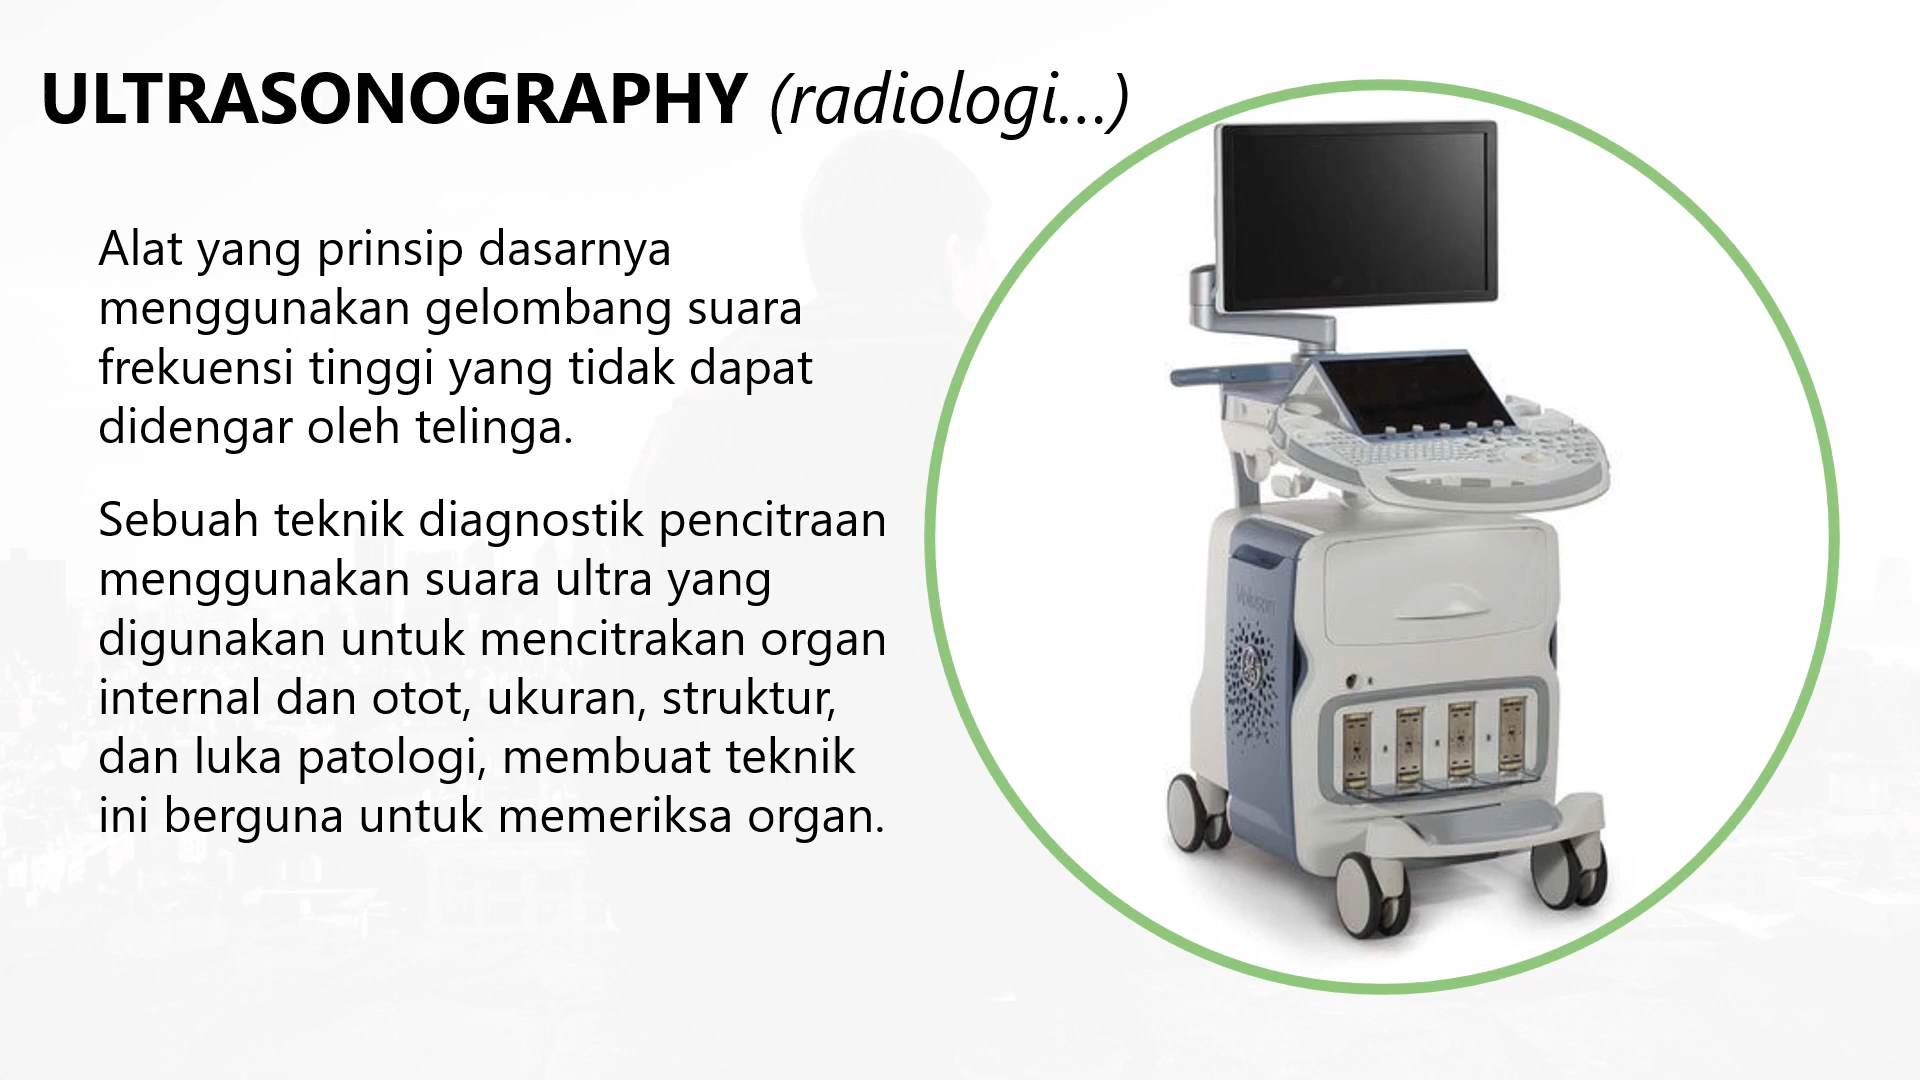 ULTRASONOGRAPHY (radiologi...)
Alat yang prinsip dasarnya
menggunakan gelombang suara
frekuensi tinggi yang tidak dapat
didengar oleh telinga.
Sebuah teknik diagnostik pencitraan
menggunakan suara ultra yang
digunakan untuk mencitrakan organ
internal dan otot, ukuran, struktur,
dan luka patologi, membuat teknik
ini berguna untuk memeriksa organ.
Voluson